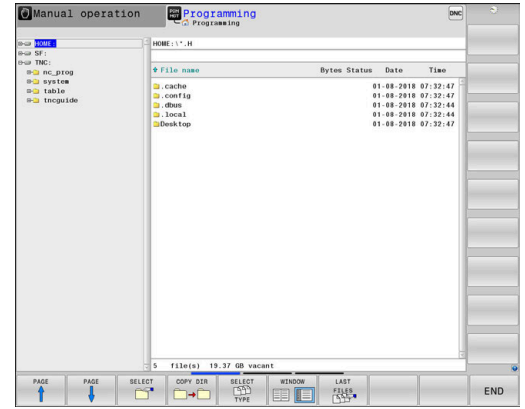 Manual operation
PGM MGT
Programming
Programming
DNC
HOME:
SF:
TNC:
nc_prog
system
table
tncguide
HOME:\*.H
File name Bytes Status Date Time
.cache 01-08-2018 07:32:47
.config 01-08-2018 07:32:47
.dbus 01-08-2018 07:32:44
.local 01-08-2018 07:32:44
Desktop 01-08-2018 07:32:47
5 file(s) 19.37 GB vacant
PAGE
PAGE
SELECT
COPY DIR
SELECT
TYPE
WINDOW
LAST
FILES
END